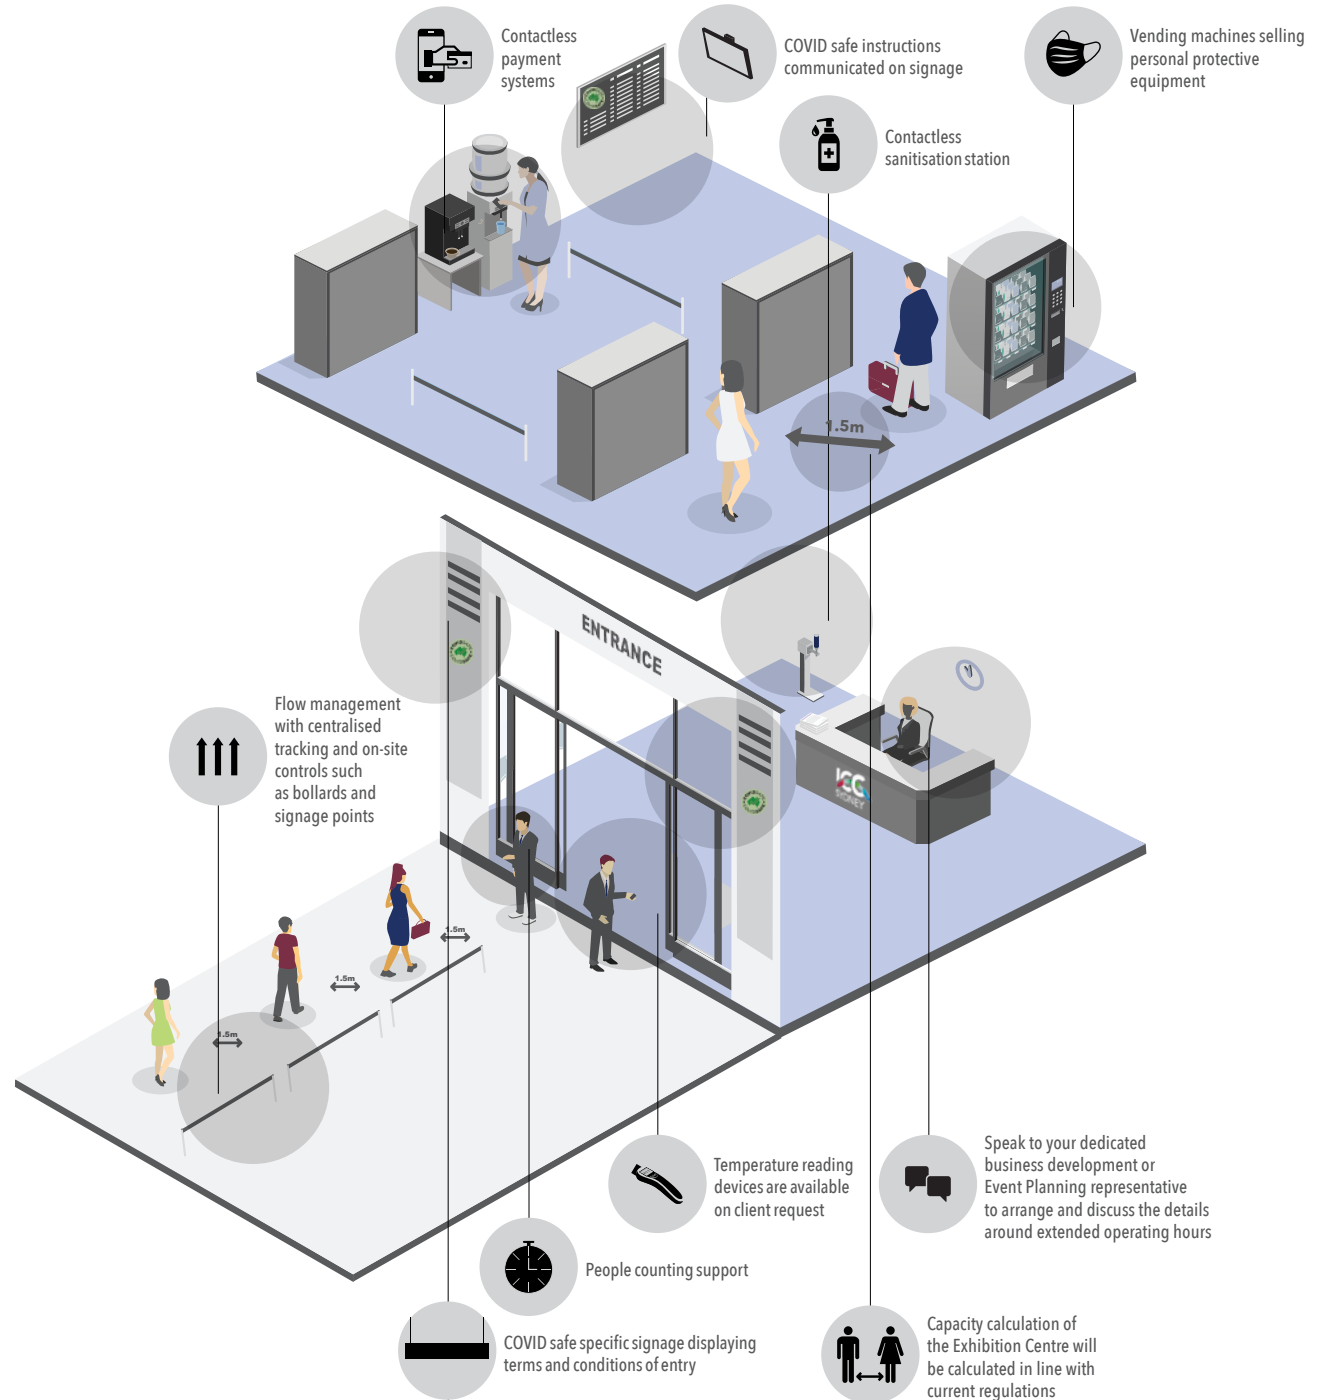 Contactless
payment
systems
COVID safe instructions
communicated on signage
Vending machines selling
personal protective
equipment
Contactless
sanitisation station
1.5m
ENTRANCE
Flow management
with centralised
tracking and on-site
controls such
as bollards and
signage points
ICC
SYDNEY
1.5m
1.5m
1.5m
Temperature reading
devices are available
on client request
Speak to your dedicated
business development or
Event Planning representative
to arrange and discuss the details
around extended operating hours
People counting support
COVID safe specific signage displaying
terms and conditions of entry
Capacity calculation of
the Exhibition Centre will
be calculated in line with
current regulations